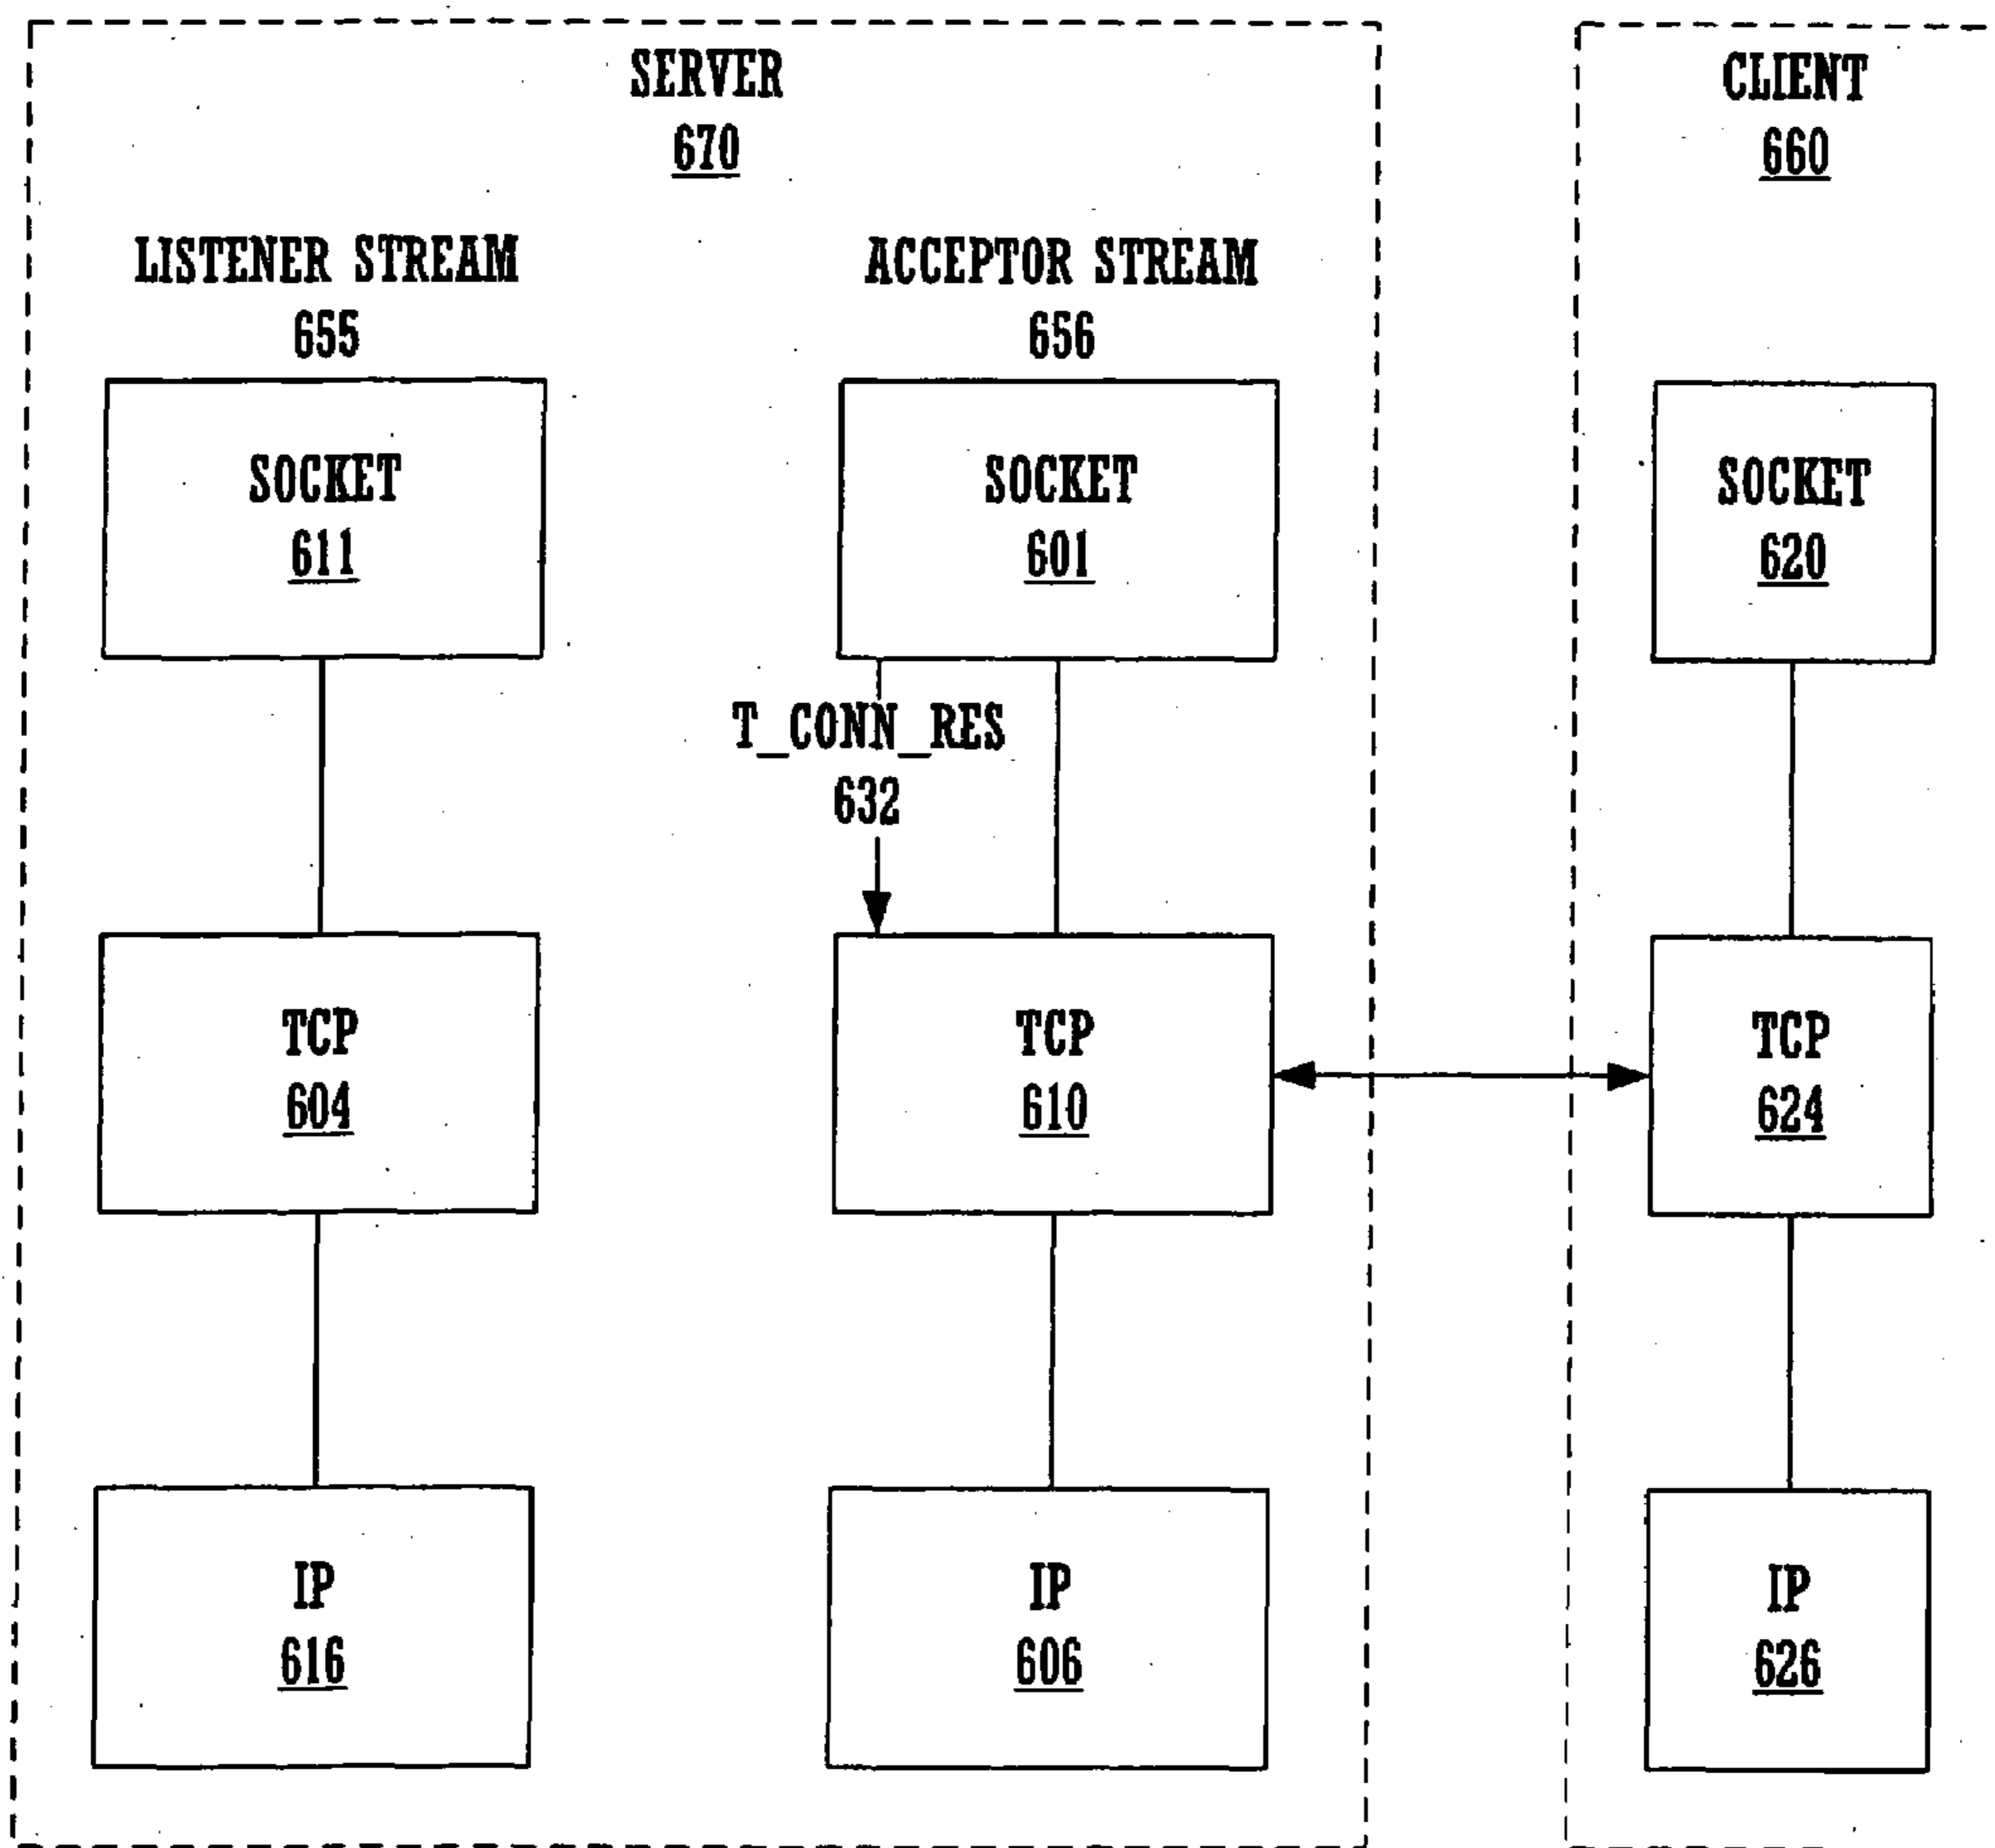 SERVER
670
CLIENT
660
LISTENER STREAM
655
ACCEPTOR STREAM
656
SOCKET
611
SOCKET
601
SOCKET
620
T_CONN_RES
632
TCP
604
TCP
610
TCP
624
IP
616
IP
606
IP
626